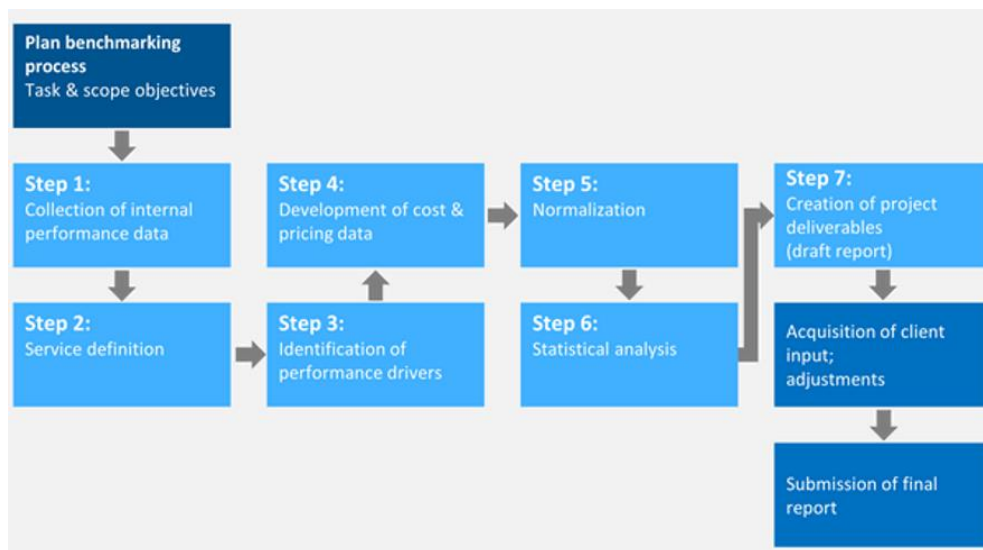 Plan benchmarking
process
Task & scope objectives
Step 1:
Collection of internal
performance data
Step 2:
Service definition
Step 3:
Identification of
performance drivers
Step 4:
Development of cost &
pricing data
Step 5:
Normalization
Step 6:
Statistical analysis
Step 7:
Creation of project
deliverables
(draft report)
Acquisition of client
input;
adjustments
Submission of final
report